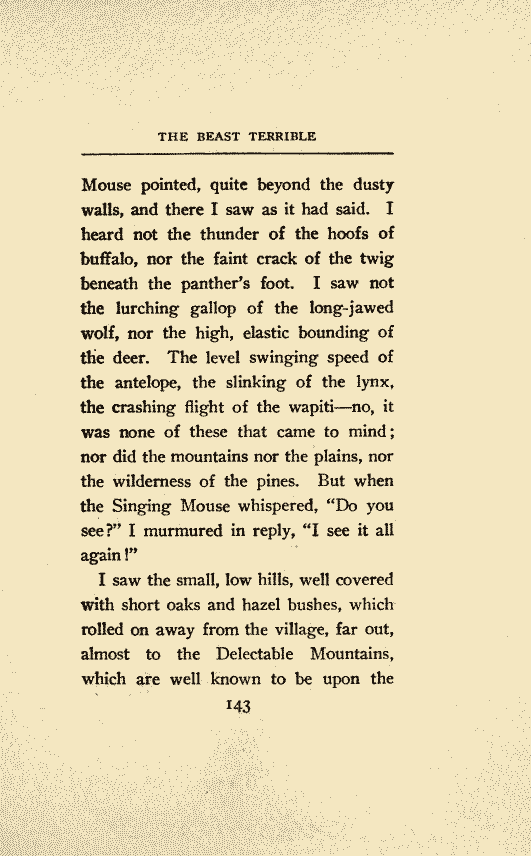 THE BEAST TERRIBLE
Mouse pointed, quite beyond the dusty
walls, and there I saw as it had said. I
heard not the thunder of the hoofs of
buffalo, nor the faint crack of the twig
beneath the panther's foot. I saw not
the lurching gallop of the long-jawed
wolf, nor the high, elastic bounding of
the deer. The level swinging speed of
the antelope, the slinking of the lynx,
the crashing flight of the wapiti—no, it
was none of these that came to mind;
nor did the mountains nor the plains, nor
the wilderness of the pines. But when
the Singing Mouse whispered, "Do you
see?" I murmured in reply, "I see it all
again!"
I saw the small, low hills, well covered
with short oaks and hazel bushes, which
rolled on away from the village, far out,
almost to the Delectable Mountains,
which are well known to be upon the
143